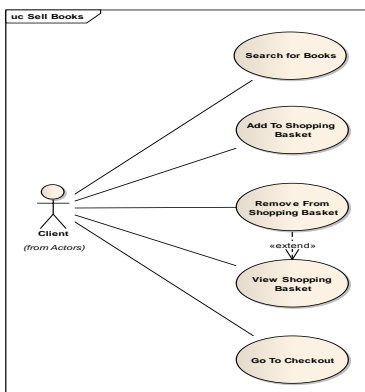 uc Sell Books
Search for Books
Add To Shopping
Basket
Remove From
Shopping Basket
«extend»
Client
(from Actors)
View Shopping
Basket
Go To Checkout